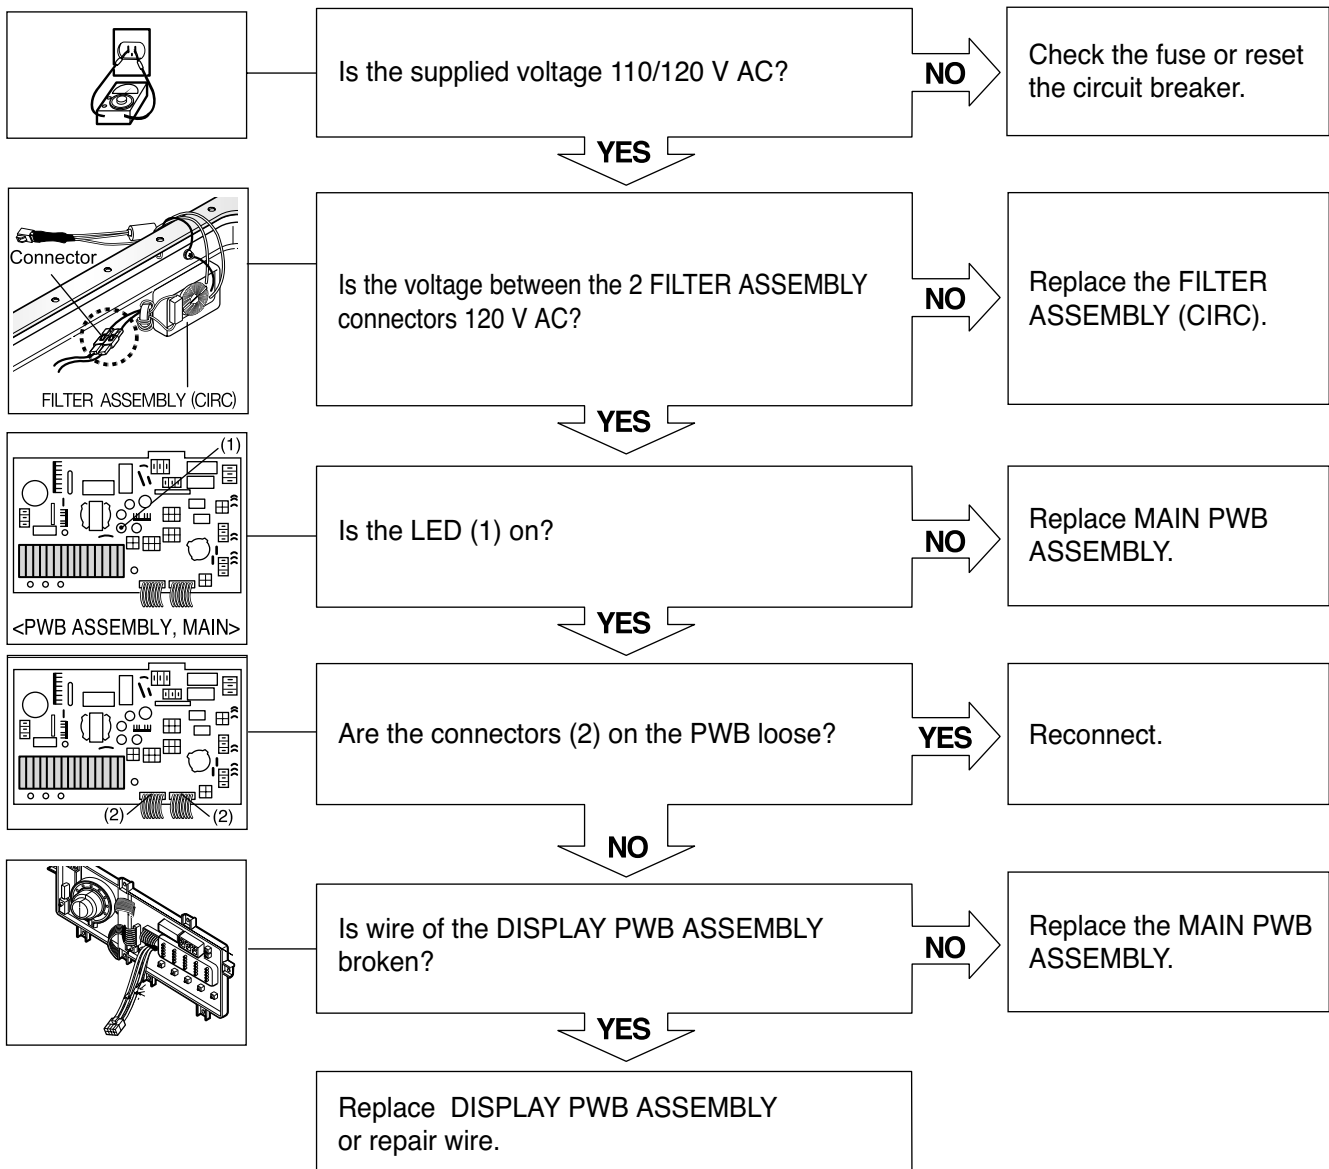 Is the supplied voltage 110/120 V AC?
NO
Check the fuse or reset
the circuit breaker.
YES
Connector
FILTER ASSEMBLY (CIRC)
Is the voltage between the 2 FILTER ASSEMBLY
connectors 120 V AC?
NO
Replace the FILTER
ASSEMBLY (CIRC).
YES
(1)
<PWB ASSEMBLY, MAIN>
Is the LED (1) on?
NO
Replace MAIN PWB
ASSEMBLY.
YES
(2)
(2)
Are the connectors (2) on the PWB loose?
YES
Reconnect.
NO
Is wire of the DISPLAY PWB ASSEMBLY
broken?
NO
Replace the MAIN PWB
ASSEMBLY.
YES
Replace DISPLAY PWB ASSEMBLY
or repair wire.